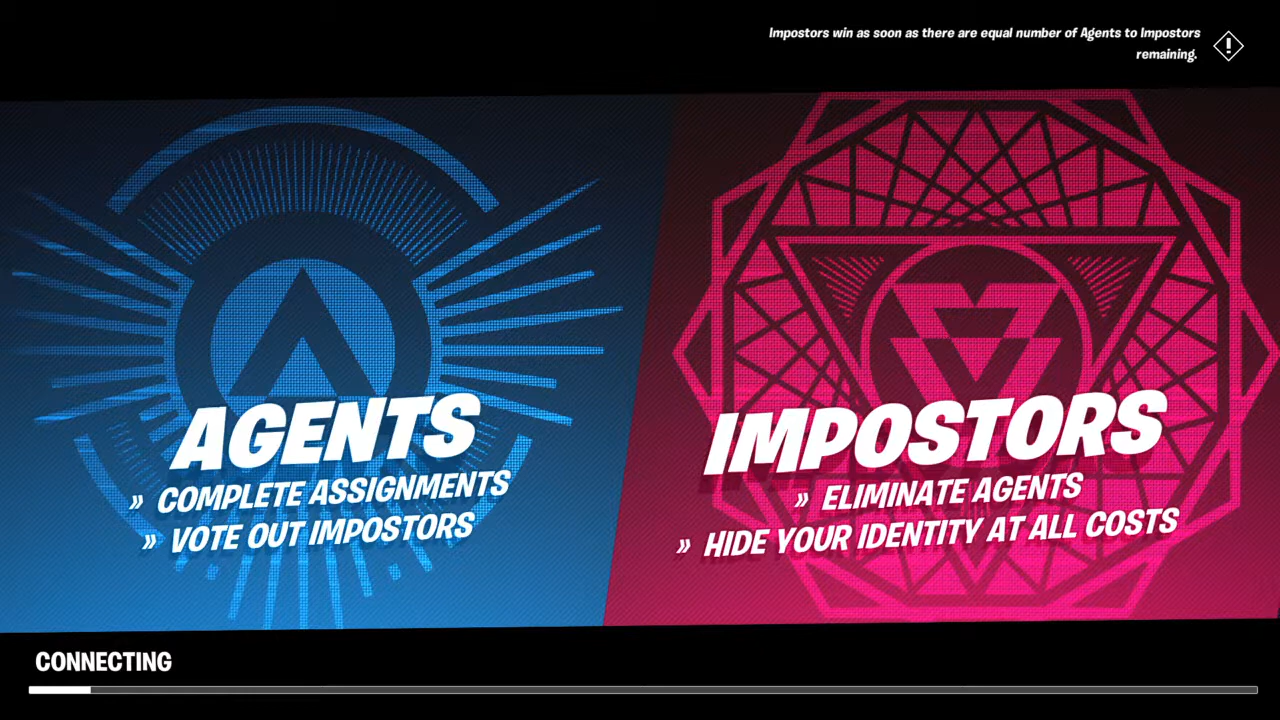 Impostors win as soon as there are equal number of Agents to Impostors
remaining.
AGENTS
» COMPLETE ASSIGNMENTS
» VOTE OUT IMPOSTORS
IMPOSTORS
» ELIMINATE AGENTS
» HIDE YOUR IDENTITY AT ALL COSTS
CONNECTING